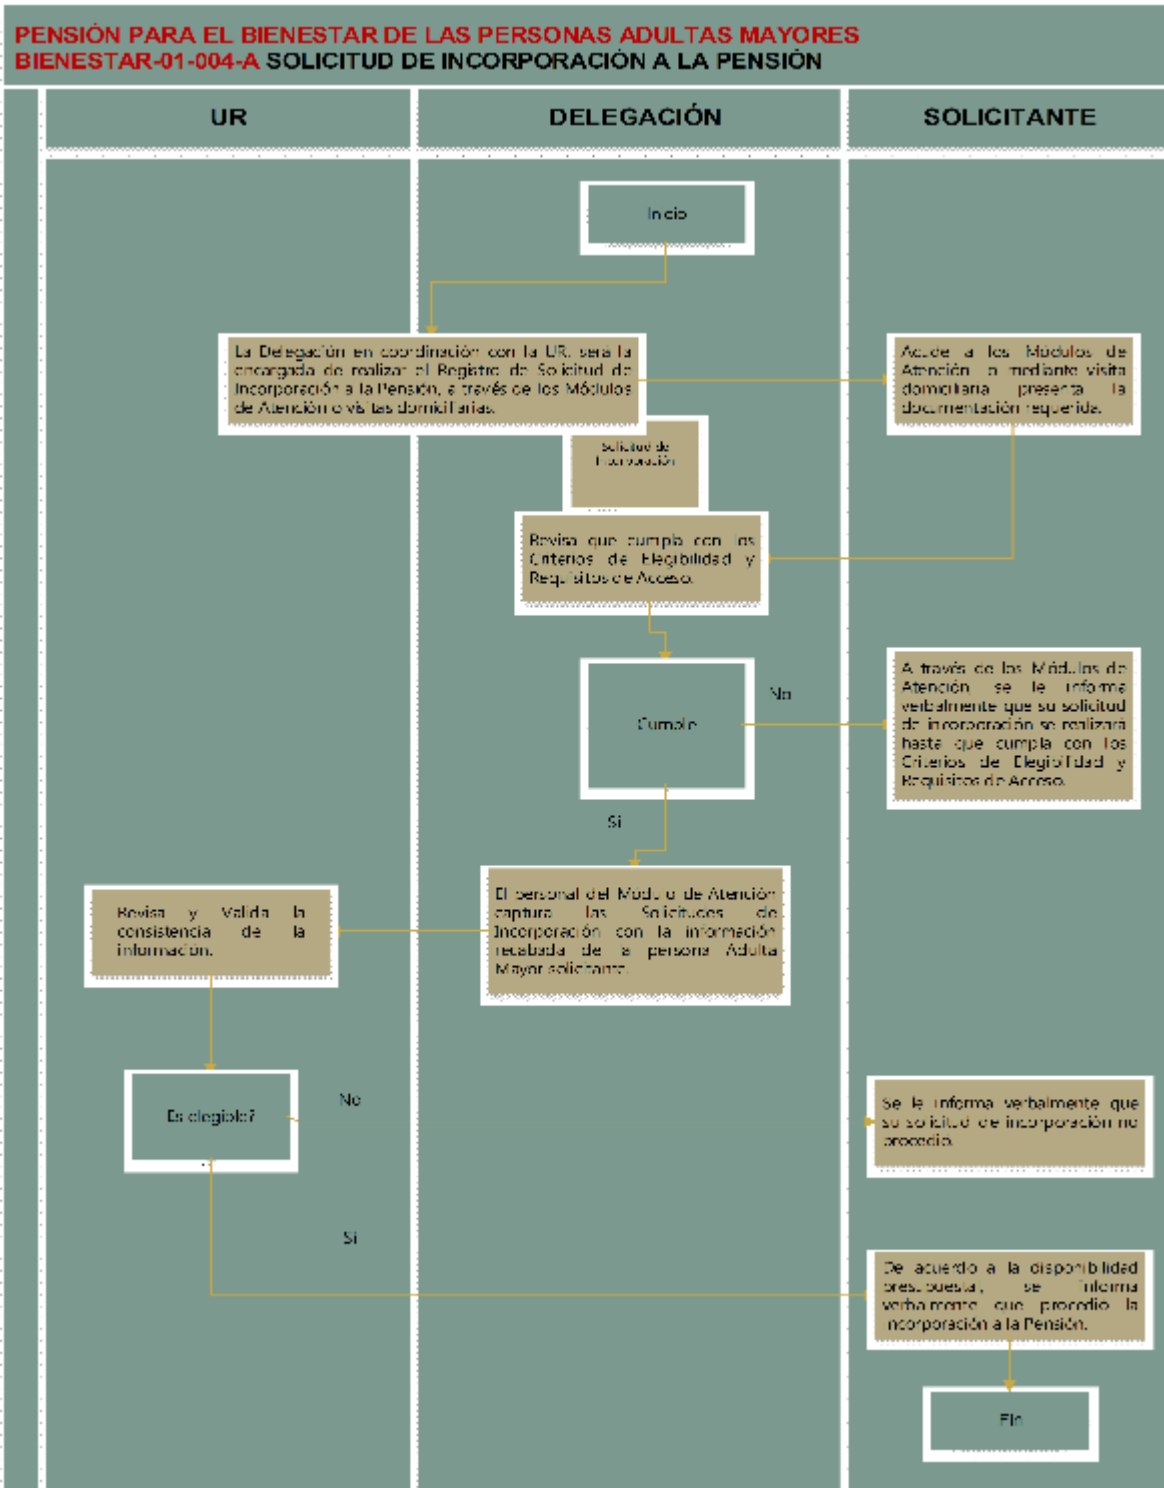 PENSIÓN PARA EL BIENESTAR DE LAS PERSONAS ADULTAS MAYORES
BIENESTAR-01-004-A SOLICITUD DE INCORPORACIÓN A LA PENSIÓN
UR
DELEGACIÓN
SOLICITANTE
Inicio
La Delegación en coordinación con la UR, será la
encargada de realizar el Registro de Solicitud de
Incorporación a la Pensión, a través de los Módulos
de Atención o visitas domiciliarias.
Acude a los Módulos de
Atención o mediante visita
domiciliaria presenta la
documentación requerida.
Solicitud de
Incorporación
Revisa que cumpla con los
Criterios de Elegibilidad y
Requisitos de Acceso.
Cumple
No
A través de los Módulos de
Atención, se le informa
verbalmente que su solicitud
de incorporación se realizará
hasta que cumpla con los
Criterios de Elegibilidad y
Requisitos de Acceso.
Si
El personal del Módulo de Atención
captura las Solicitudes de
Incorporación con la información
recabada de la persona Adulta
Mayor solicitante.
Revisa y Valida la
consistencia de la
información.
Es elegible?
No
Se le informa verbalmente que
su solicitud de incorporación no
procedio.
Si
De acuerdo a la disponibilidad
presupuestal, se informa
verbalmente que procedio la
incorporación a la Pensión.
Fin